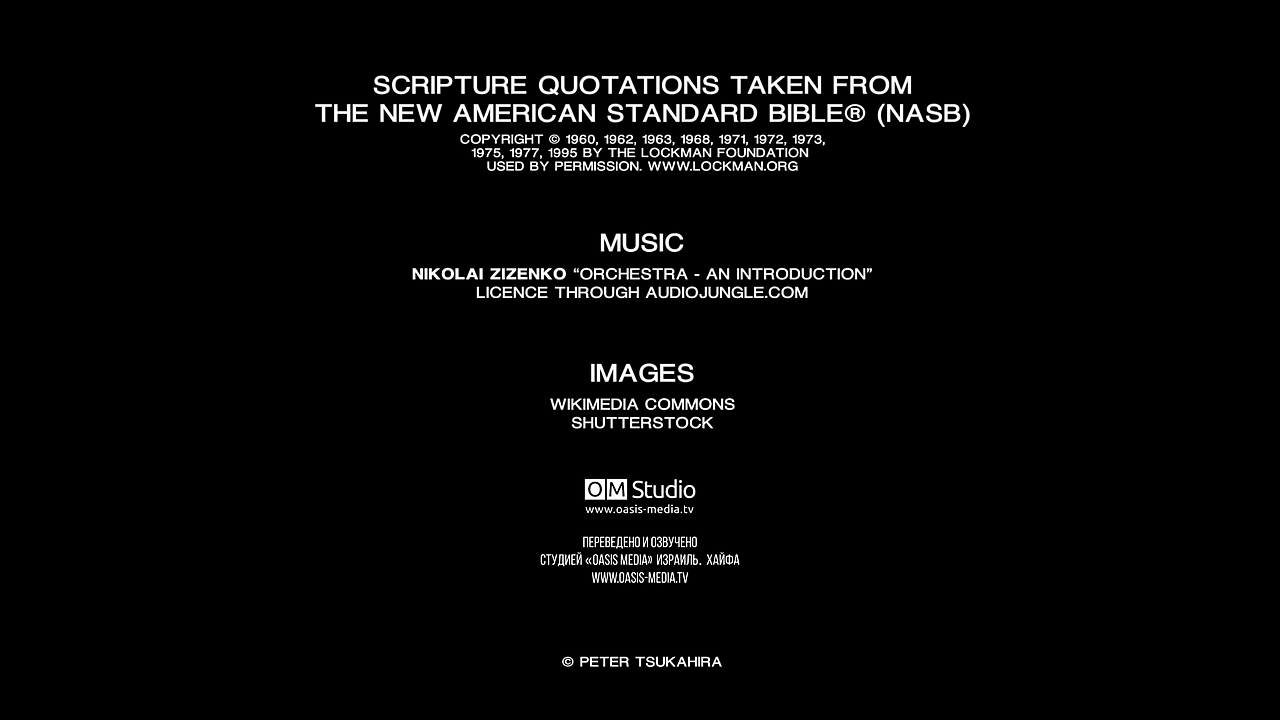 SCRIPTURE QUOTATIONS TAKEN FROM
THE NEW AMERICAN STANDARD BIBLE® (NASB)
COPYRIGHT © 1960, 1962, 1963, 1968, 1971, 1972, 1973,
1975, 1977, 1995 BY THE LOCKMAN FOUNDATION
USED BY PERMISSION. WWW.LOCKMAN.ORG
MUSIC
NIKOLAI ZIZENKO “ORCHESTRA - AN INTRODUCTION”
LICENCE THROUGH AUDIOJUNGLE.COM
IMAGES
WIKIMEDIA COMMONS
SHUTTERSTOCK
OM Studio
www.oasis-media.tv
ПЕРЕВЕДЕНО И ОЗВУЧЕНО
СТУДИЕЙ «OASIS MEDIA» ИЗРАИЛЬ. ХАЙФА
WWW.OASIS-MEDIA.TV
© PETER TSUKAHIRA